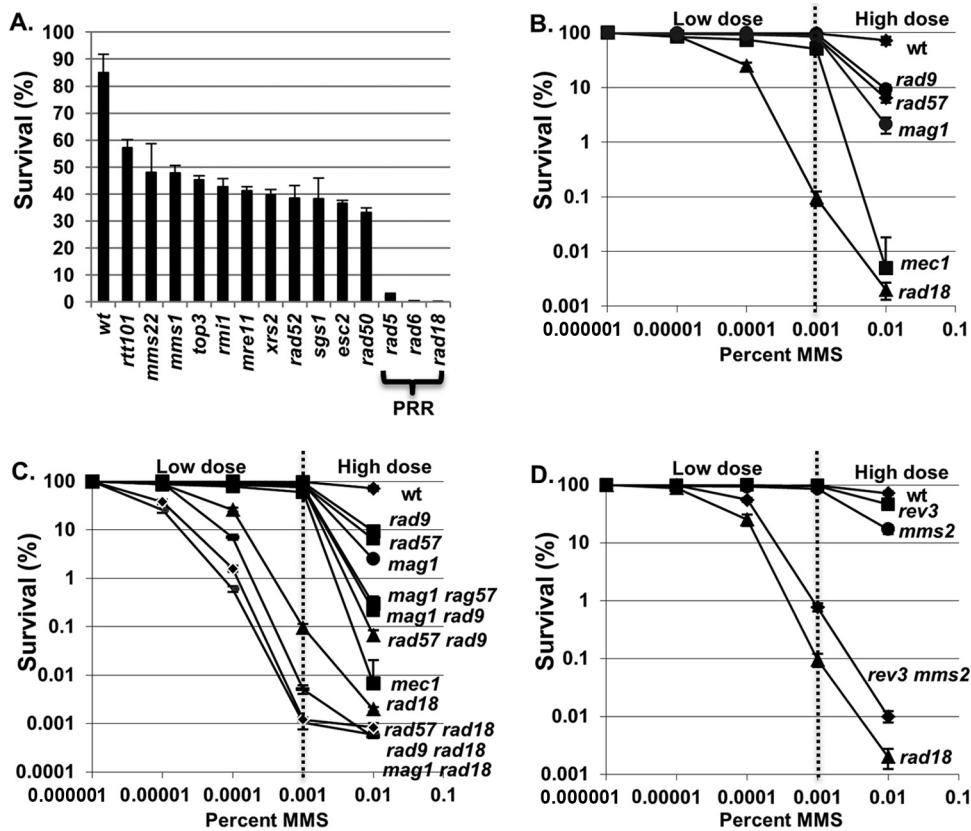 A.
Survival (%)
100
90
80
70
60
50
40
30
20
10
0
wt
rtt101
mms22
mms1
top3
rmi1
mre11
xrs2
rad52
sgs1
esc2
rad50
rad5
rad6
rad18
PRR
B.
Low dose
High dose
Survival (%)
100
10
1
0.1
0.01
0.001
wt
rad9
rad57
mag1
mec1
rad18
0.000001 0.00001 0.0001 0.001 0.01 0.1
Percent MMS
C.
Low dose
High dose
Survival (%)
100
10
1
0.1
0.01
0.001
0.0001
wt
rad9
rad57
mag1
mag1 rag57
mag1 rad9
rad57 rad9
mec1
rad18
rad57 rad18
rad9 rad18
mag1 rad18
0.000001 0.00001 0.0001 0.001 0.01 0.1
Percent MMS
D.
Low dose
High dose
Survival (%)
100
10
1
0.1
0.01
0.001
wt
rev3
mms2
rev3 mms2
rad18
0.000001 0.00001 0.0001 0.001 0.01 0.1
Percent MMS